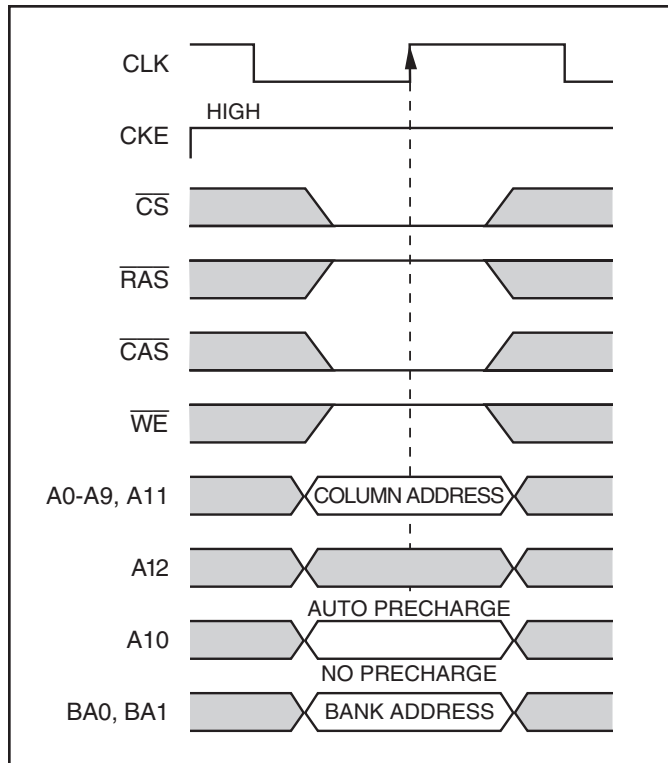 CLK
HIGH
CKE
CS
RAS
CAS
WE
A0-A9, A11
COLUMN ADDRESS
A12
AUTO PRECHARGE
A10
NO PRECHARGE
BA0, BA1
BANK ADDRESS